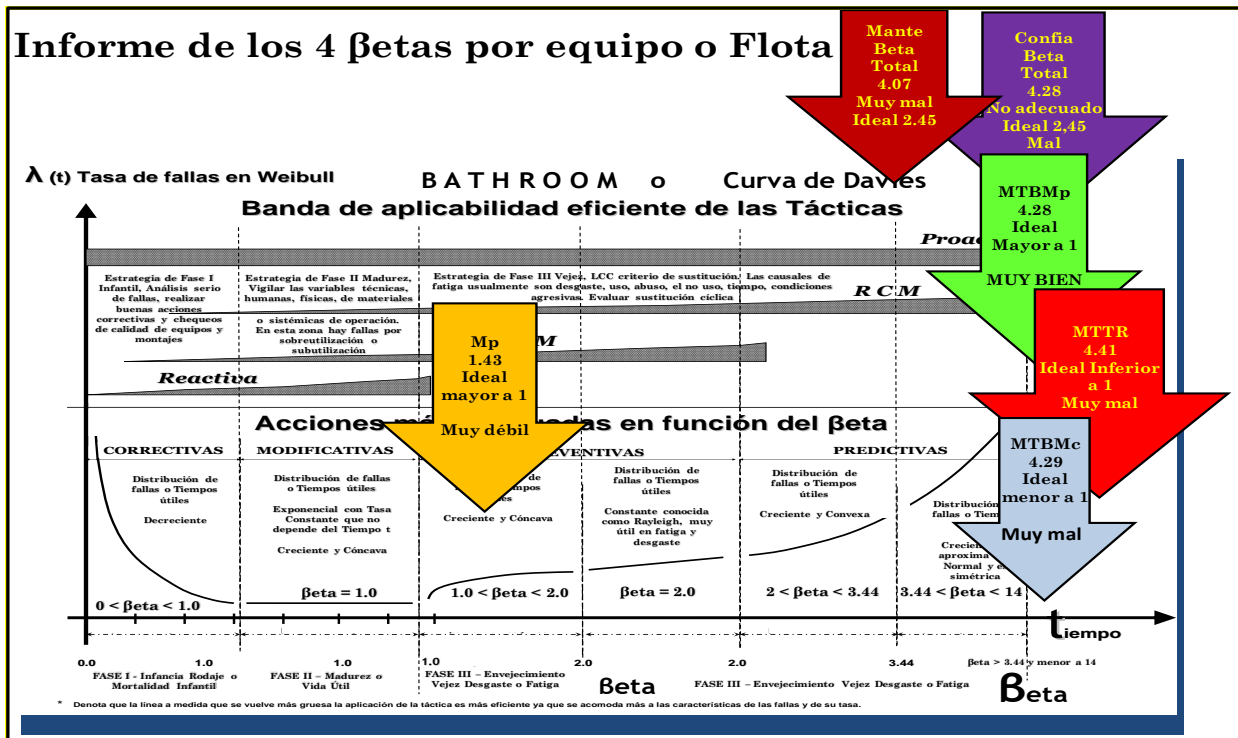 Informe de los 4 βetas por equipo o Flota
Mante
Beta
Total
4.07
Muy mal
Ideal 2.45
Confia
Beta
Total
4.28
No adecuado
Ideal 2,45
Mal
λ (t) Tasa de fallas en Weibull
B A T H R O O M o Curva de Davies
Banda de aplicabilidad eficiente de las Tácticas
MTBMp
4.28
Ideal
Mayor a 1
MUY BIEN
Proac
Estrategia de Fase I
Infantil, Análisis serio
de fallas, realizar
buenas acciones
correctivas y chequeos
de calidad de equipos y
montajes
Estrategia de Fase II Madurez,
Vigilar las variables técnicas,
humanas, físicas, de materiales
o sistémicas de operación.
En esta zona hay fallas por
sobreutilización o
subutilización
Estrategia de Fase III Vejez, LCC criterio de sustitución. Las causales de
fatiga usualmente son desgaste, uso, abuso, el no uso, tiempo, condiciones
agresivas. Evaluar sustitución cíclica
R C M
Mp
1.43
Ideal
mayor a 1
Muy débil
M
MTTR
4.41
Ideal Inferior
a 1
Muy mal
Reactiva
Acciones m adas en función del βeta
MTBMc
4.29
Ideal
menor a 1
Muy mal
CORRECTIVAS
MODIFICATIVAS
EVENTIVAS
PREDICTIVAS
Distribución de
fallas o Tiempos
útiles
Decreciente
Distribución de fallas
o Tiempos útiles
Exponencial con Tasa
Constante que no
depende del Tiempo t
Creciente y Cóncava
de
mpos
les
Creciente y Cóncava
Distribución de
fallas o Tiempos
útiles
Constante conocida
como Rayleigh, muy
útil en fatiga y
desgaste
Distribución de
fallas o Tiempos
útiles
Creciente y Convexa
Distribución
fallas o Tiem
Crecien
aproxima
Normal y e
simétrica
0 < βeta < 1.0
βeta = 1.0
1.0 < βeta < 2.0
βeta = 2.0
2 < βeta < 3.44
3.44 < βeta < 14
tiempo
0.0
1.0
1.0
1.0
2.0
2.0
3.44
βeta > 3.44 y menor a 14
FASE I - Infancia Rodaje o
Mortalidad Infantil
FASE II – Madurez o
Vida Útil
FASE III – Envejecimiento
Vejez Desgaste o Fatiga
βeta
FASE III – Envejecimiento Vejez Desgaste o Fatiga
βeta
* Denota que la línea a medida que se vuelve más gruesa la aplicación de la táctica es más eficiente ya que se acomoda más a las características de las fallas y de su tasa.